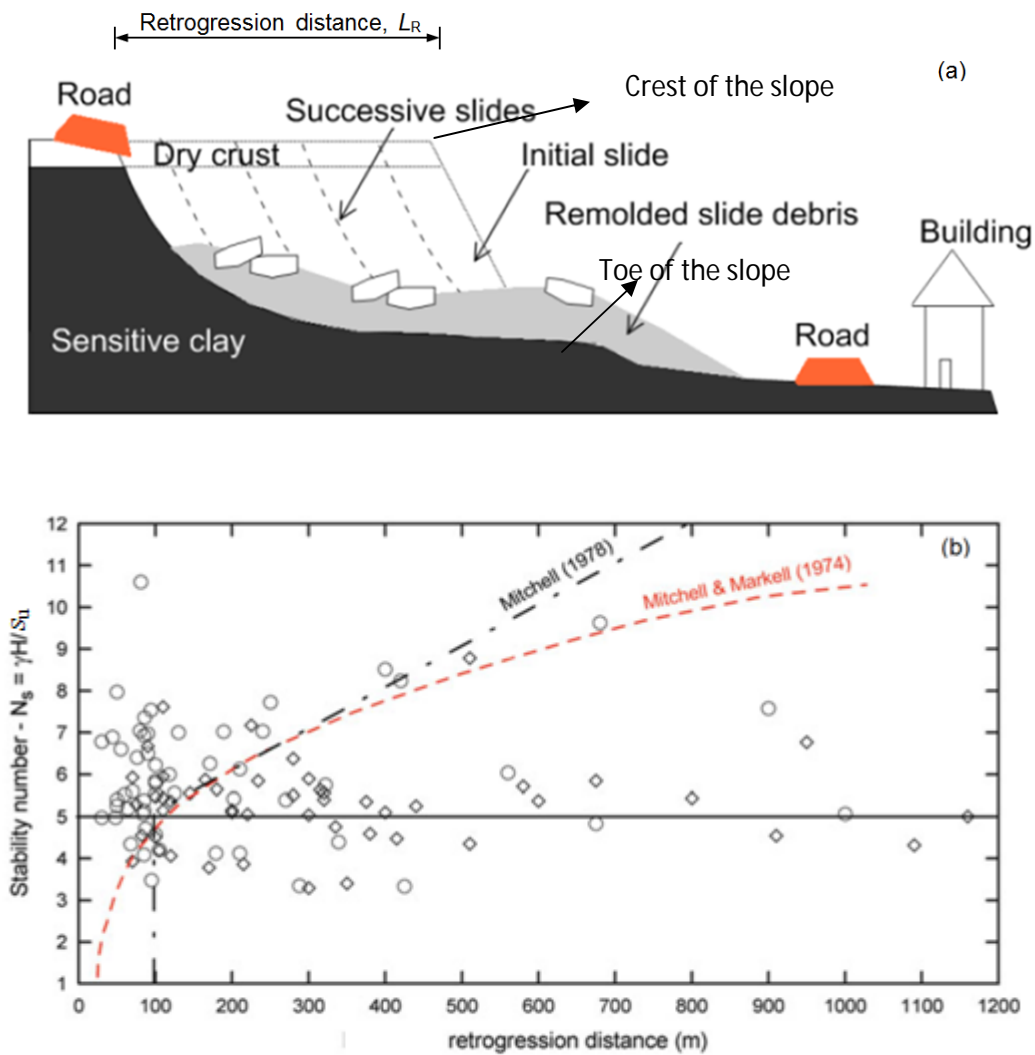 Retrogression distance, LR
(a)
Crest of the slope
Road
Successive slides
Dry crust
Initial slide
Remolded slide debris
Building
Toe of the slope
Sensitive clay
Road
12
11
10
9
8
7
6
5
4
3
2
1
(b)
Mitchell (1978)
Mitchell & Markell (1974)
Stability number - Ns = γH/Su
0 100 200 300 400 500 600 700 800 900 1000 1100 1200
retrogression distance (m)